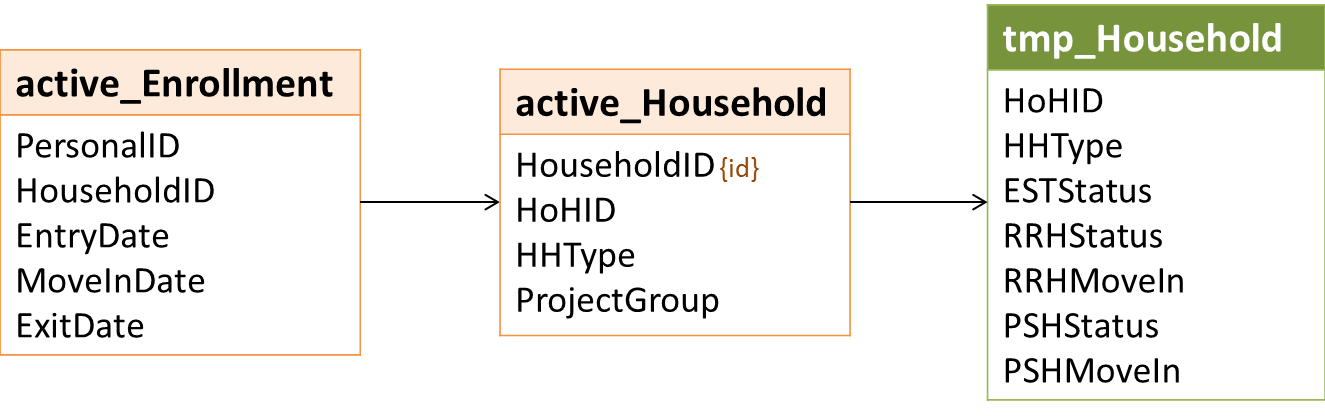 active_Enrollment
PersonalID
HouseholdID
EntryDate
MoveInDate
ExitDate
active_Household
HouseholdID {id}
HoHID
HHType
ProjectGroup
tmp_Household
HoHID
HHType
ESTStatus
RRHStatus
RRHMoveIn
PSHStatus
PSHMoveIn